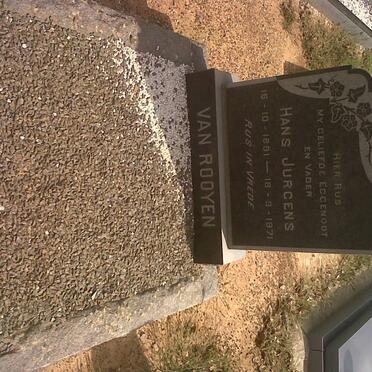 HIER RUS
MY GELIEFDE EGGENOOT
EN VADER
HANS JURGENS
16-10-1881—18-9-1971
RUS IN VREDE
VAN ROOYEN